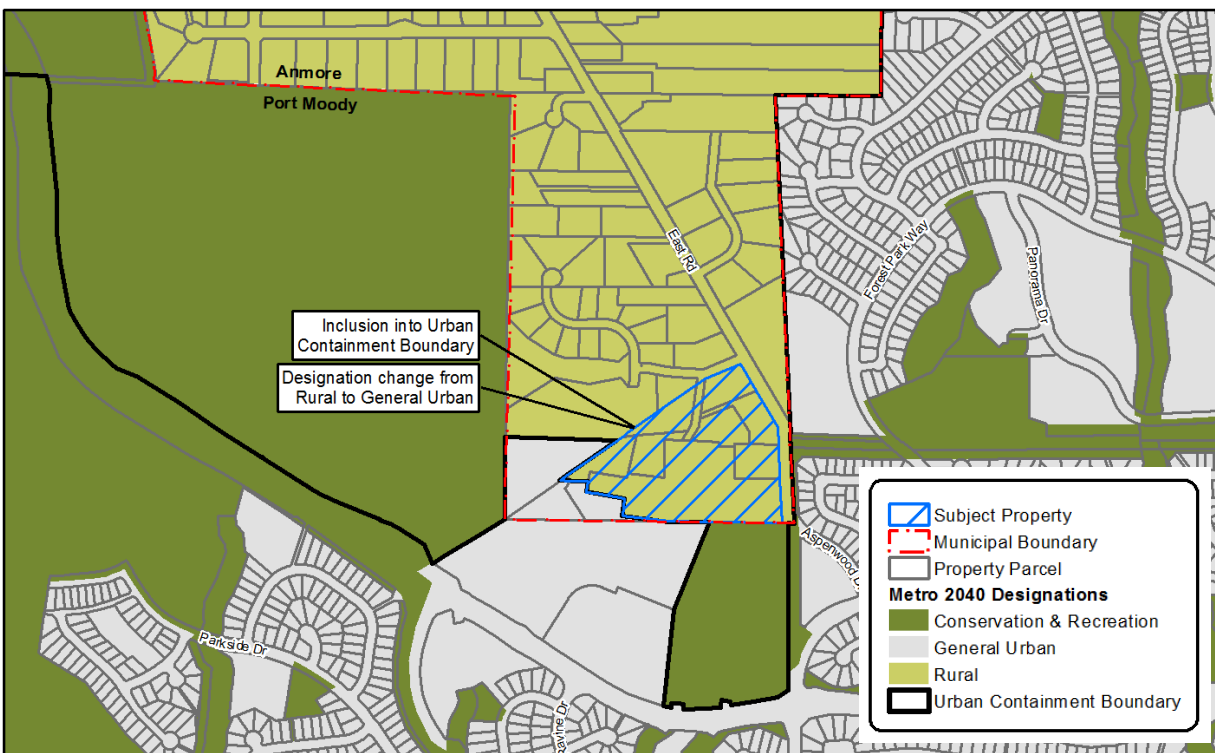 Anmore
Port Moody
East Rd
Forest Park Way
Panorama Dr
Inclusion into Urban
Containment Boundary
Designation change from
Rural to General Urban
Aspenwood D
Parkside Dr
Ravine Dr
Subject Property
Municipal Boundary
Property Parcel
Metro 2040 Designations
Conservation & Recreation
General Urban
Rural
Urban Containment Boundary